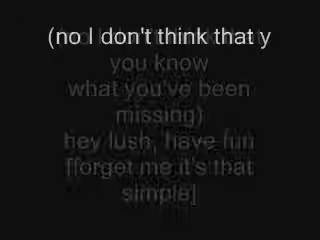 (no I don't think that y
you know
what you've been
missing)
hey lush, have fun
[forget me it's that
simple]